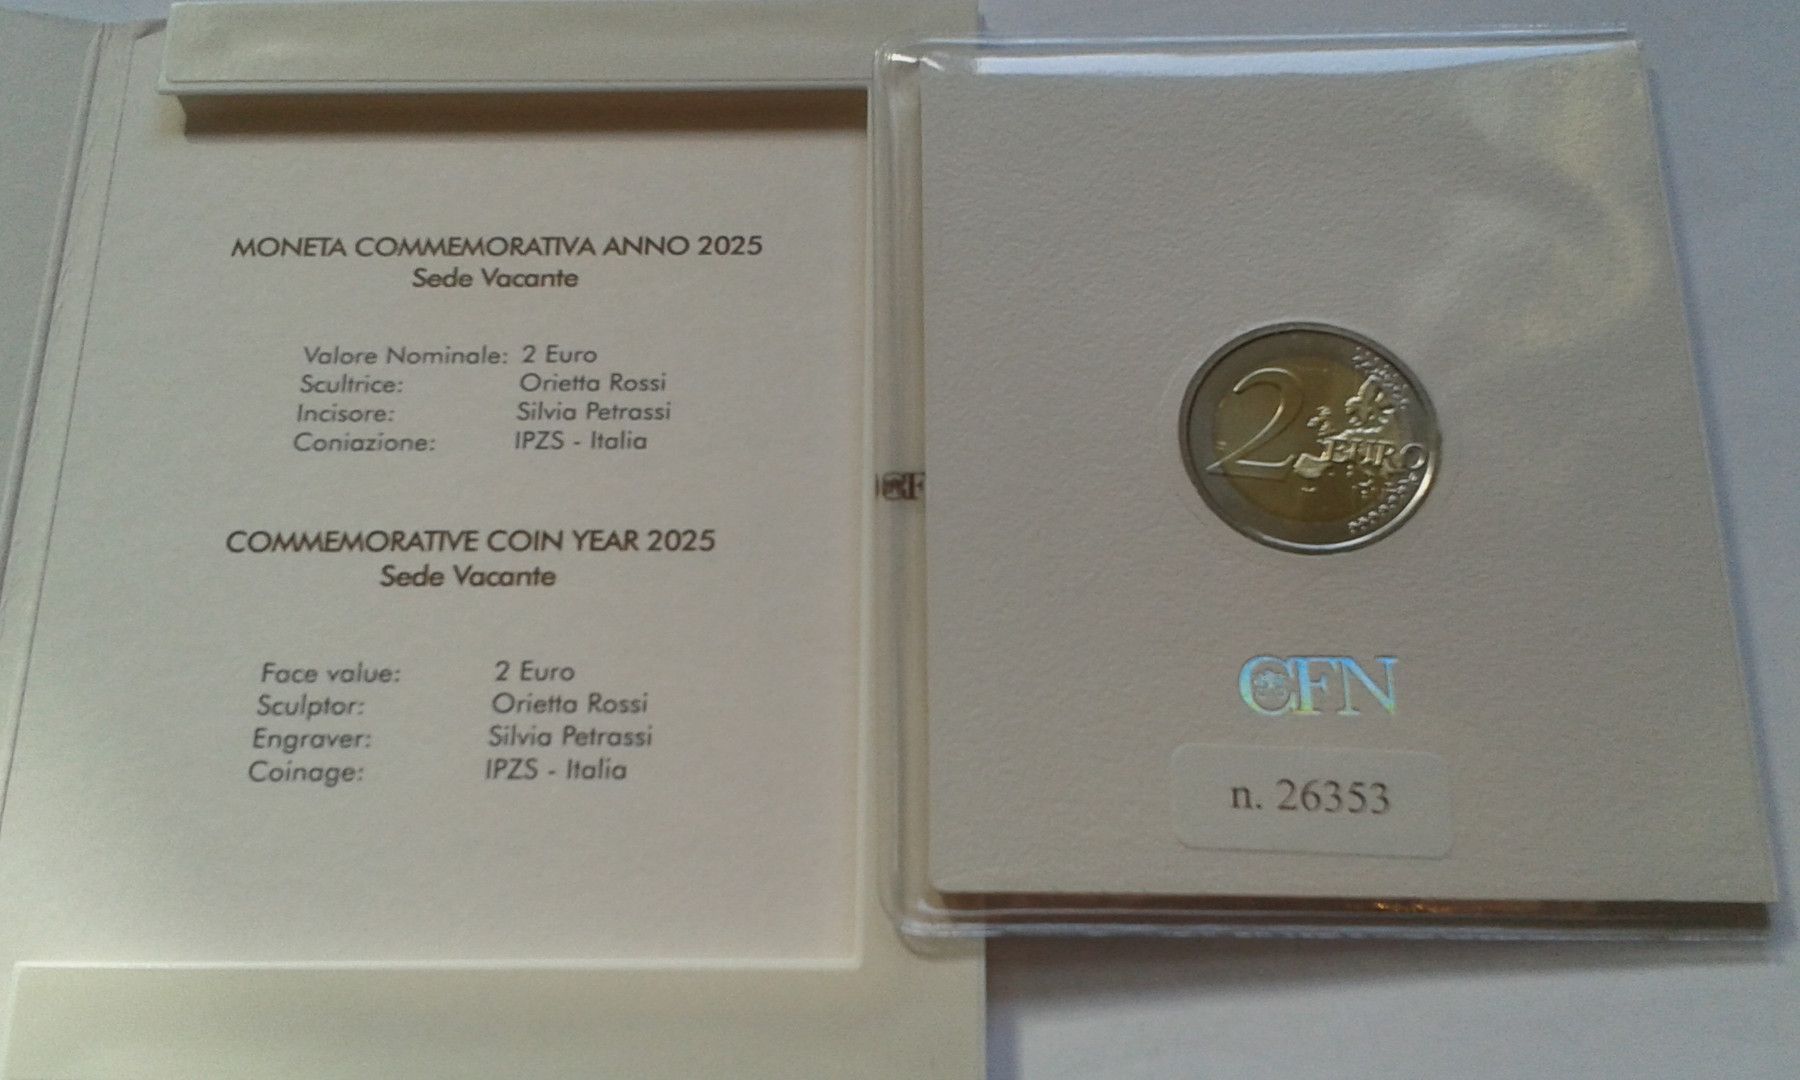 MONETA COMMEMORATIVA ANNO 2025
Sede Vacante
Valore Nominale: 2 Euro
Scultrice: Orietta Rossi
Incisore: Silvia Petrassi
Coniazione: IPZS - Italia
COMMEMORATIVE COIN YEAR 2025
Sede Vacante
Face value: 2 Euro
Sculptor: Orietta Rossi
Engraver: Silvia Petrassi
Coinage: IPZS - Italia
CF
2 EURO
CFN
n. 26353